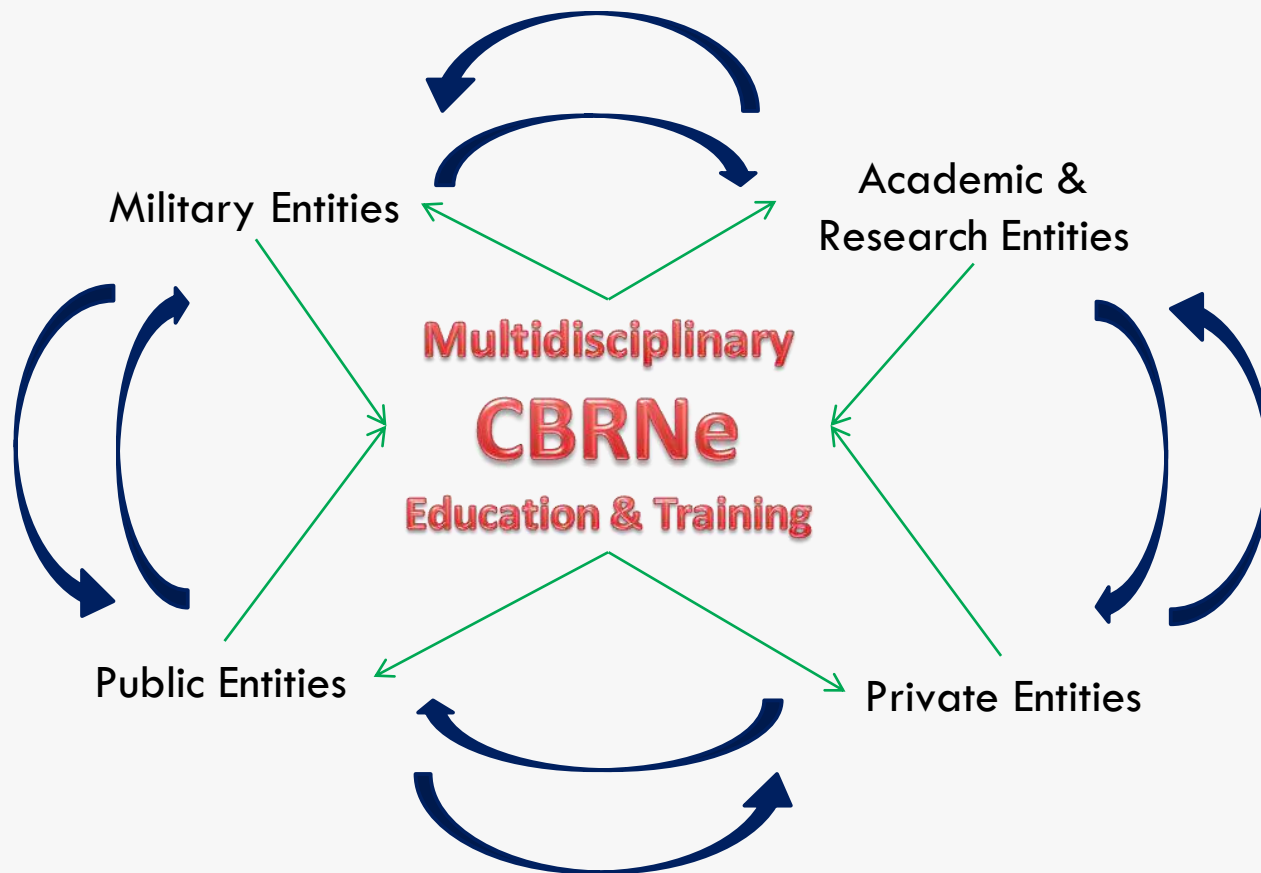 Military Entities
Academic &
Research Entities
Multidisciplinary
CBRNe
Education & Training
Public Entities
Private Entities